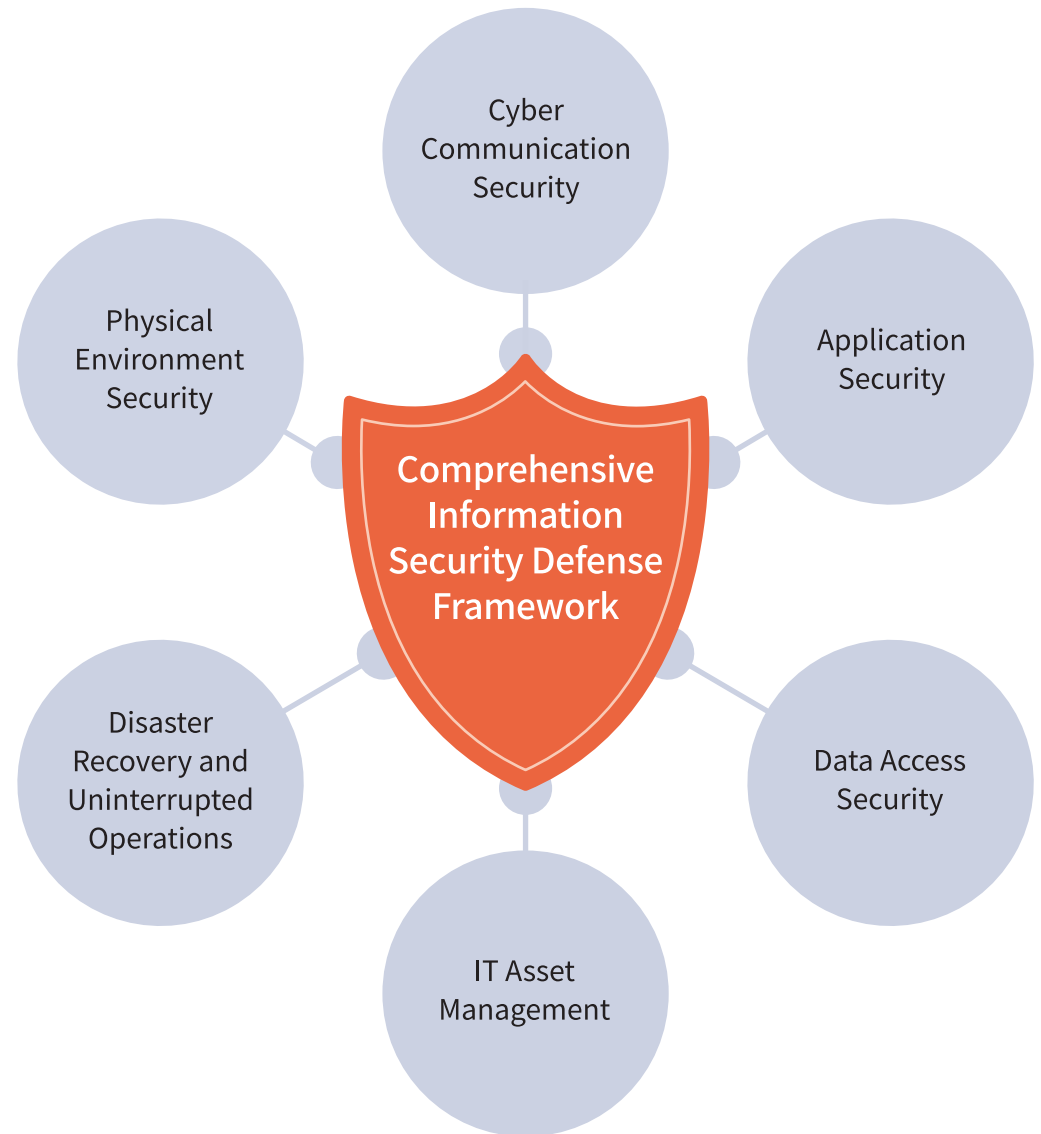 Cyber
Communication
Security
Physical
Environment
Security
Application
Security
Comprehensive
Information
Security Defense
Framework
Disaster
Recovery and
Uninterrupted
Operations
Data Access
Security
IT Asset
Management